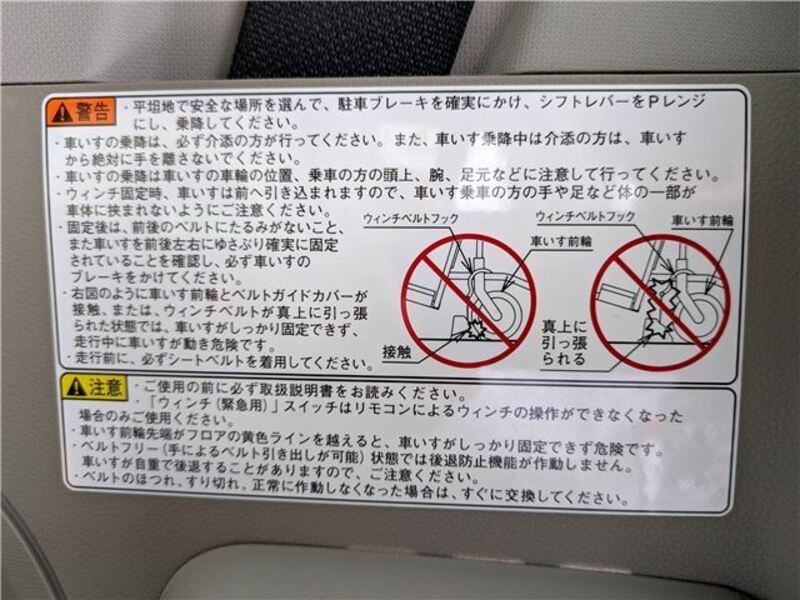 警告
・平坦地で安全な場所を選んで、駐車ブレーキを確実にかけ、シフトレバーをPレンジ
にし、乗降してください。
・車いすの乗降は、必ず介添の方が行ってください。また、車いす乗降中は介添の方は、車いす
から絶対に手を離さないでください。
・車いすの乗降は車いすの車輪の位置、乗車の方の頭上、腕、足元などに注意して行ってください。
・ウィンチ固定時、車いすは前へ引き込まれますので、車いす乗車の方の手や足など体の一部が
車体に挟まれないようにご注意ください。
・固定後は、前後のベルトにたるみがないこと、
また車いすを前後左右にゆさぶり確実に固定
されていることを確認し、必ず車いすの
ブレーキをかけてください。
・右図のように車いす前輪とベルトガイドカバーが
接触、または、ウィンチベルトが真上に引っ張
られた状態では、車いすがしっかり固定できず、
走行中に車いすが動き危険です。
・走行前に、必ずシートベルトを着用してください。
ウィンチベルトフック
車いす前輪
接触
ウィンチベルトフック
車いす前輪
真上に
引っ張
られる
注意
・ご使用の前に必ず取扱説明書をお読みください。
・「ウィンチ(緊急用)」スイッチはリモコンによるウィンチの操作ができなくなった
場合のみご使用ください。
・車いす前輪先端がフロアの黄色ラインを越えると、車いすがしっかり固定できず危険です。
・ベルトフリー(手によるベルト引き出しが可能)状態では後退防止機能が作動しません。
車いすが自重で後退することがありますので、ご注意ください。
・ベルトのほつれ、すり切れ、正常に作動しなくなった場合は、すぐに交換してください。